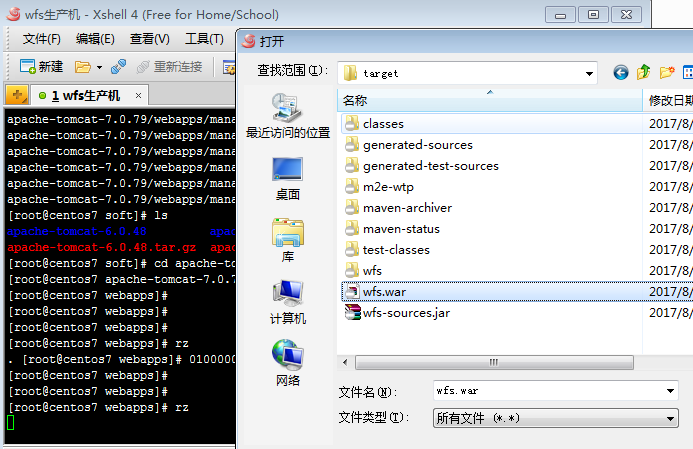 wfs生产机 - Xshell 4 (Free for Home/School)
文件(F) 编辑(E) 查看(V) 工具(T)
新建 重新连接
1 wfs生产机
apache-tomcat-7.0.79/webapps/mana
apache-tomcat-7.0.79/webapps/mana
apache-tomcat-7.0.79/webapps/mana
apache-tomcat-7.0.79/webapps/mana
apache-tomcat-7.0.79/webapps/mana
apache-tomcat-7.0.79/webapps/mana
[root@centos7 soft]# ls
apache-tomcat-6.0.48 apa
apache-tomcat-6.0.48.tar.gz apac
[root@centos7 soft]# cd apache-to
[root@centos7 apache-tomcat-7.0.7
[root@centos7 webapps]#
[root@centos7 webapps]#
[root@centos7 webapps]#
[root@centos7 webapps]# rz
. [root@centos7 webapps]# 0100000
[root@centos7 webapps]#
[root@centos7 webapps]#
[root@centos7 webapps]# rz
打开
查找范围(I): target
最近访问的位置
桌面
库
计算机
网络
名称 修改日期
classes 2017/8/
generated-sources 2017/8/
generated-test-sources 2017/8/
m2e-wtp 2017/8/
maven-archiver 2017/8/
maven-status 2017/8/
test-classes 2017/8/
wfs 2017/8/
wfs.war 2017/8/
wfs-sources.jar 2017/8/
文件名(N): wfs.war
文件类型(T): 所有文件 (*.*)